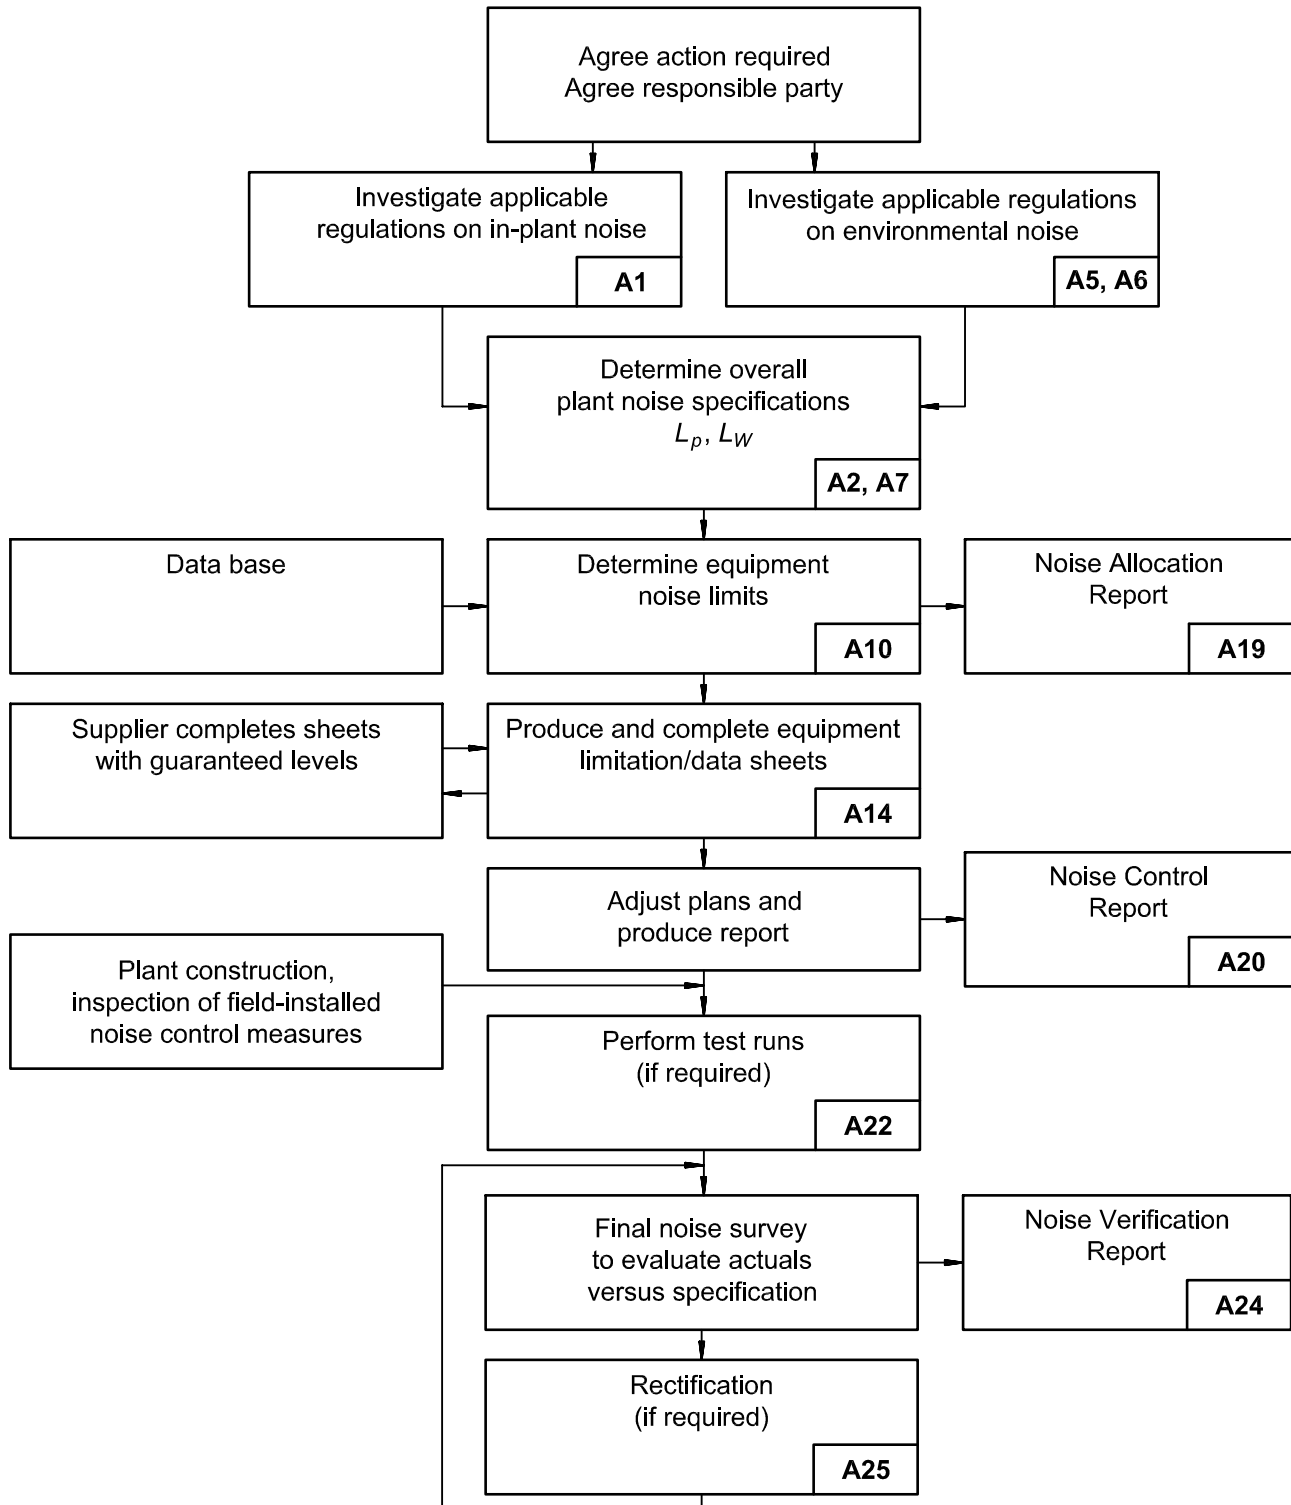 Agree action required
Agree responsible party
Investigate applicable
regulations on in-plant noise
A1
Investigate applicable regulations
on environmental noise
A5, A6
Determine overall
plant noise specifications
Lp, LW
A2, A7
Data base
Determine equipment
noise limits
A10
Noise Allocation
Report
A19
Supplier completes sheets
with guaranteed levels
Produce and complete equipment
limitation/data sheets
A14
Adjust plans and
produce report
Noise Control
Report
A20
Plant construction,
inspection of field-installed
noise control measures
Perform test runs
(if required)
A22
Final noise survey
to evaluate actuals
versus specification
Noise Verification
Report
A24
Rectification
(if required)
A25